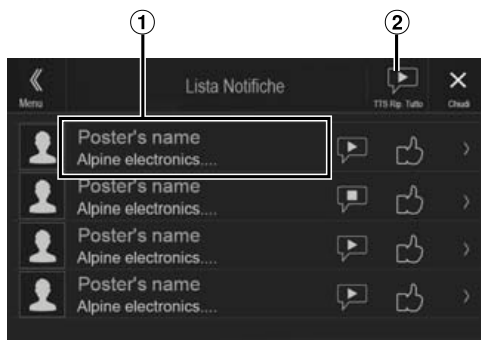 1 2
Lista Notifiche
Menu
TTS Rip. Tutto
Chiudi
Poster's name
Alpine electronics....
Poster's name
Alpine electronics....
Poster's name
Alpine electronics....
Poster's name
Alpine electronics....